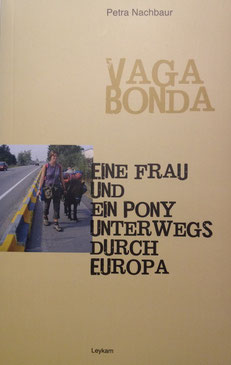 Petra Nachbaur
VAGA
BONDA
EINE FRAU
UND
EIN PONY
UNTERWEGS
DURCH
EUROPA
Leykam